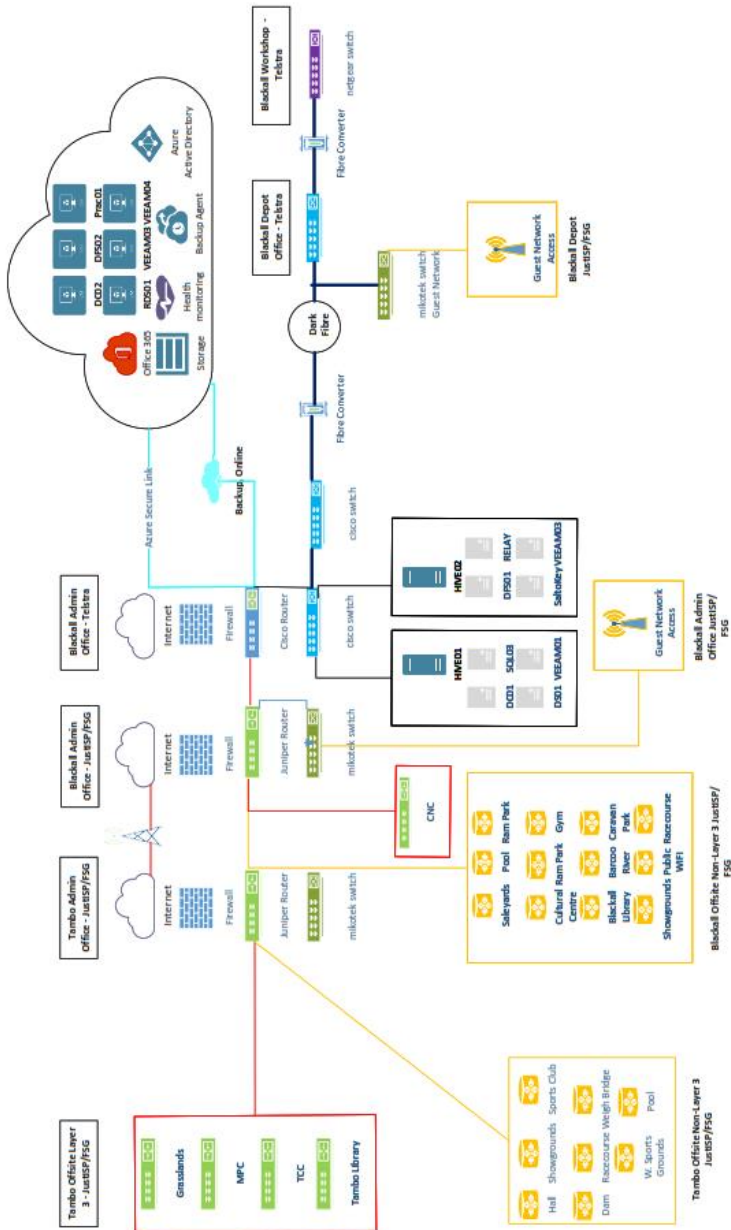 Tambo Offsite Layer
3 - JustISP/FSG
Grasslands
MPC
TCC
Tambo Library
Hall
Showgrounds
Sports Club
Dam
Racecourse
Weigh Bridge
W. Sports
Grounds
Pool
Tambo Offsite Non-Layer 3
JustISP/FSG
Tambo Admin
Office - JustISP/FSG
Internet
Firewall
Juniper Router
mikotek switch
Blackall Admin
Office - JustISP/FSG
Internet
Firewall
Juniper Router
mikotek switch
CNC
Saleyards
Pool
Ram Park
Cultural
Centre
Ram Park
Gym
Blackall
Library
Barcoo
River
Caravan
Park
Showgrounds
Public
WIFI
Racecourse
Blackall Offsite Non-Layer 3 JustISP/
FSG
Blackall Admin
Office - Telstra
Internet
Firewall
Cisco Router
cisco switch
HIVE01
DC01
SQL03
DSD1
VEEAM01
HIVE02
DFS01
RELAY
SaltoKey
VEEAM03
Guest Network
Access
Blackall Admin
Office JustISP/
FSG
Azure Secure Link
Backup, Online
cisco switch
Fibre Converter
Dark
Fibre
Office 365
Storage
DC02
DFS02
Prac01
RDS01
VEEAM03
VEEAM04
Health
monitoring
Backup Agent
Azure
Active Directory
Blackall Depot
Office - Telstra
mikotek switch
Guest Network
Guest Network
Access
Blackall Depot
JustISP/FSG
Fibre Converter
Blackall Workshop -
Telstra
netgear switch